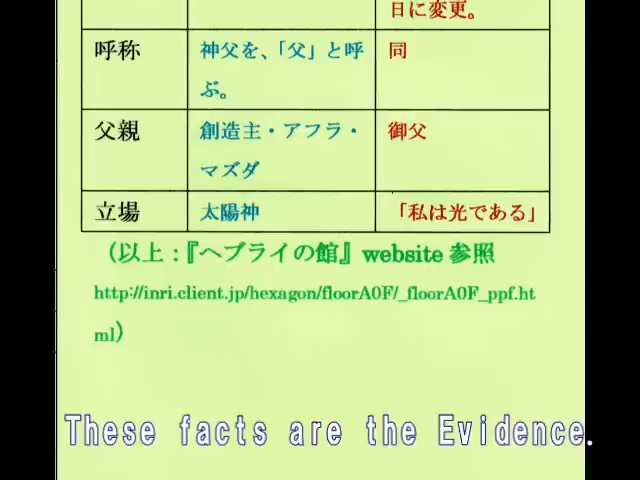 日に変更。
呼称 神父を、「父」と呼 同
ぶ。
父親 創造主・アフラ・ 御父
マズダ
立場 太陽神 「私は光である」
（以上：『ヘブライの館』website 参照
http://inri.client.jp/hexagon/floorA0F/_floorA0F_ppf.ht
ml）
These facts are the Evidence.